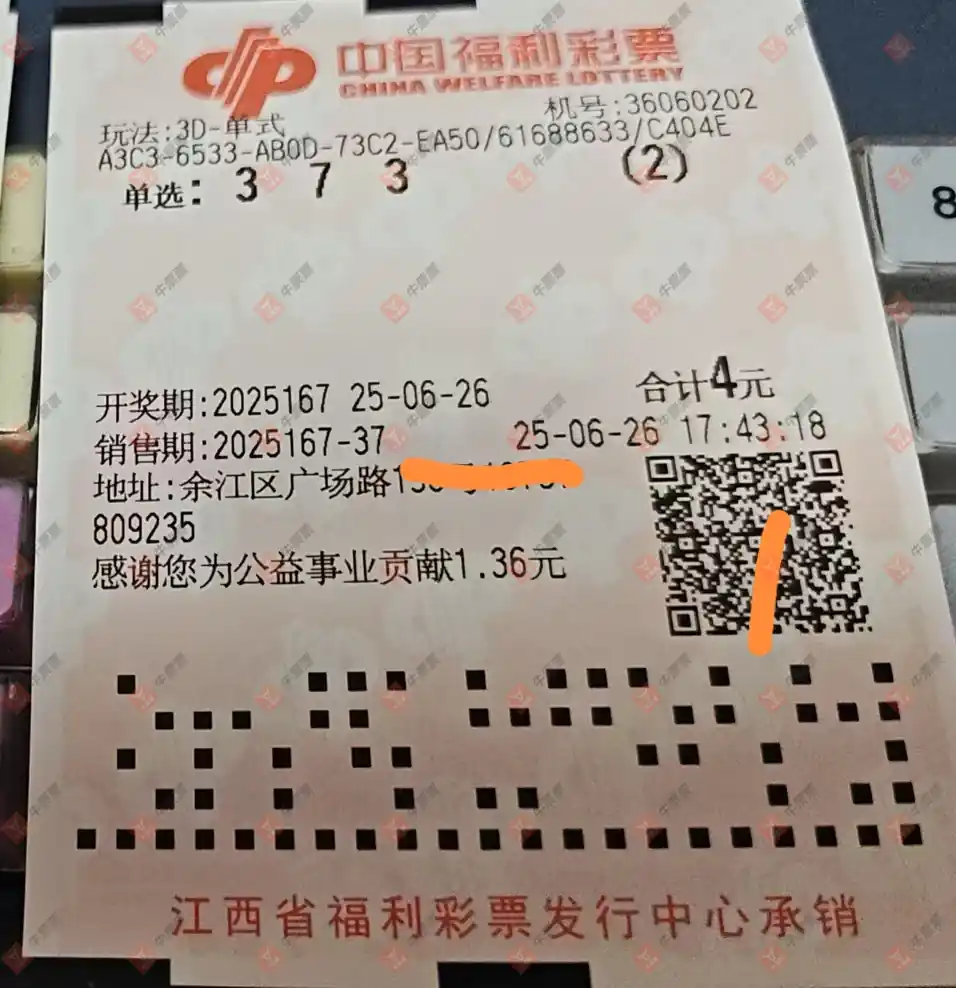 中国福利彩票
CHINA WELFARE LOTTERY
机号:36060202
玩法:3D-单式
A3C3-6533-AB0D-73C2-EA50/61688633/C404E
单选: 3 7 3 (2)
合计4元
开奖期:2025167 25-06-26
销售期:2025167-37 25-06-26 17:43:18
地址:余江区广场路
809235
感谢您为公益事业贡献1.36元
江西省福利彩票发行中心承销
8
牛票票